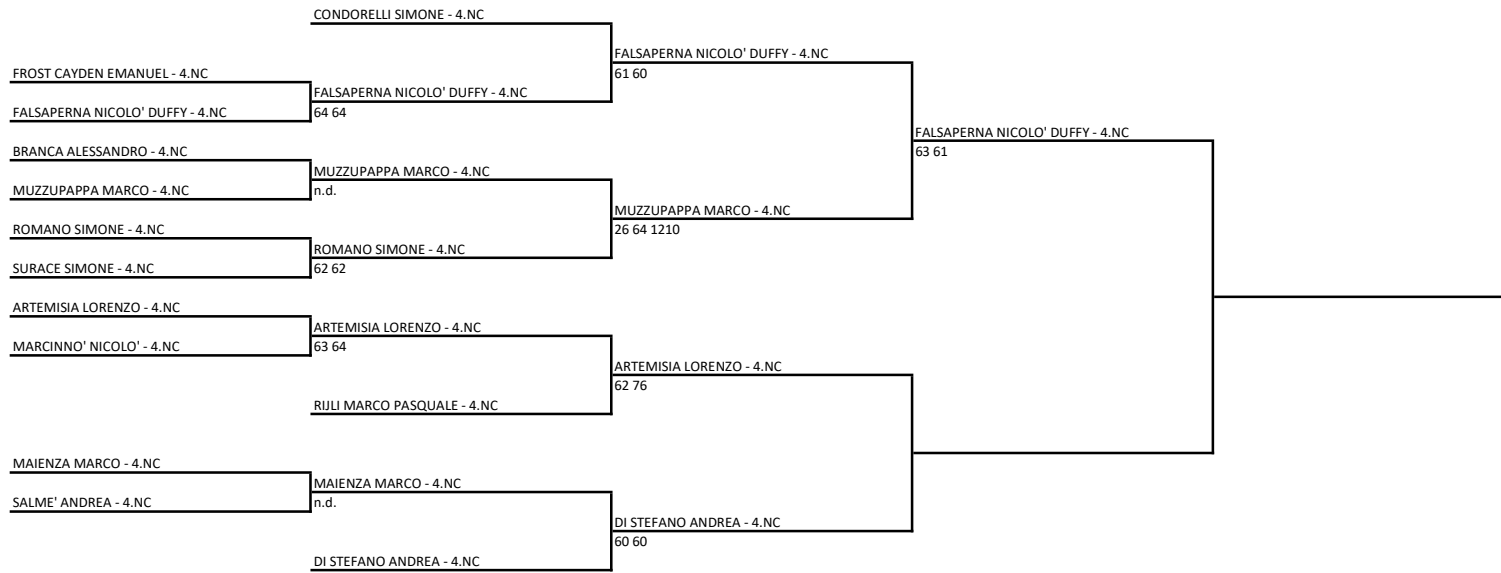 CONDORELLI SIMONE - 4.NC
FALSAPERNA NICOLO' DUFFY - 4.NC
FROST CAYDEN EMANUEL - 4.NC
61 60
FALSAPERNA NICOLO' DUFFY - 4.NC
FALSAPERNA NICOLO' DUFFY - 4.NC
64 64
FALSAPERNA NICOLO' DUFFY - 4.NC
BRANCA ALESSANDRO - 4.NC
63 61
MUZZUPAPPA MARCO - 4.NC
MUZZUPAPPA MARCO - 4.NC
n.d.
MUZZUPAPPA MARCO - 4.NC
ROMANO SIMONE - 4.NC
26 64 1210
ROMANO SIMONE - 4.NC
SURACE SIMONE - 4.NC
62 62
ARTEMISIA LORENZO - 4.NC
ARTEMISIA LORENZO - 4.NC
MARCINNO' NICOLO' - 4.NC
63 64
ARTEMISIA LORENZO - 4.NC
62 76
RIJLI MARCO PASQUALE - 4.NC
MAIENZA MARCO - 4.NC
MAIENZA MARCO - 4.NC
SALME' ANDREA - 4.NC
n.d.
DI STEFANO ANDREA - 4.NC
60 60
DI STEFANO ANDREA - 4.NC